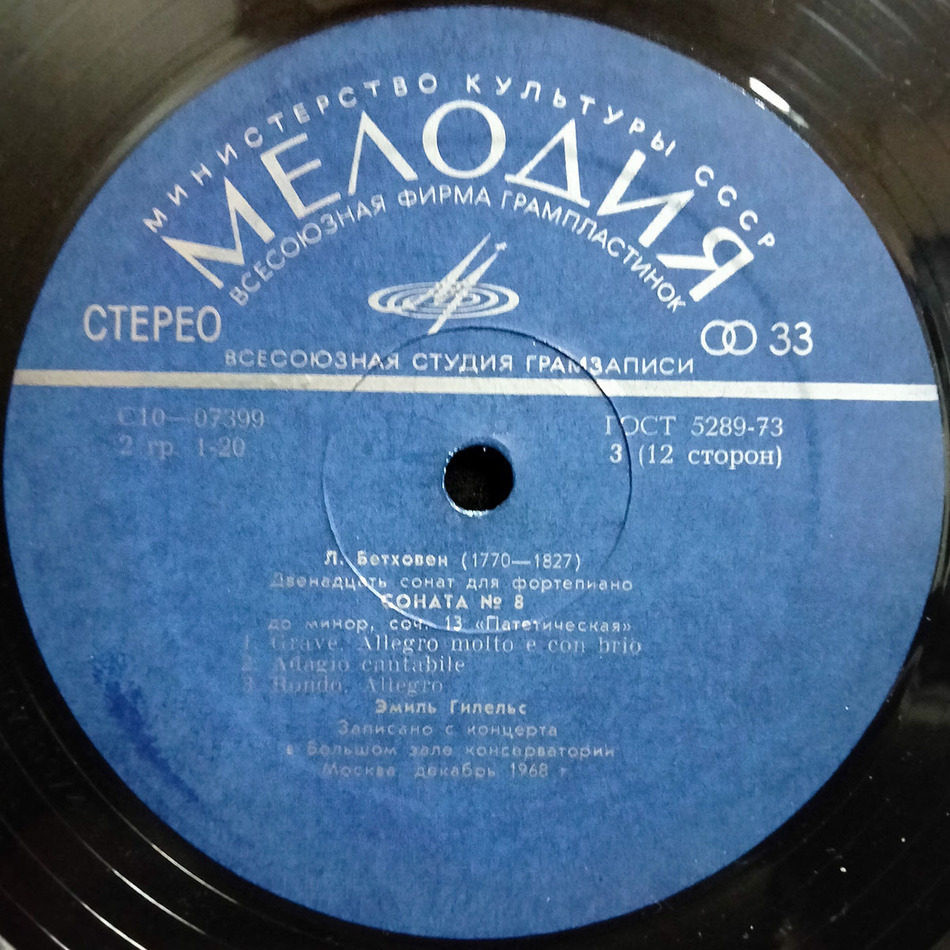 МИНИСТЕРСТВО КУЛЬТУРЫ СССР
МЕЛОДИЯ
ВСЕСОЮЗНАЯ ФИРМА ГРАМПЛАСТИНОК
СТЕРЕО
33
ВСЕСОЮЗНАЯ СТУДИЯ ГРАМЗАПИСИ
С10—07399
ГОСТ 5289-73
2 гр. 1-20
3 (12 сторон)
Л. Бетховен (1770—1827)
Двенадцать сонат для фортепиано
СОНАТА № 8
до минор, соч. 13 «Патетическая»
1. Grave. Allegro molto e con brio
2. Adagio cantabile
3. Rondo. Allegro
Эмиль Гилельс
Записано с концерта
в Большом зале консерватории
Москва, декабрь 1968 г.